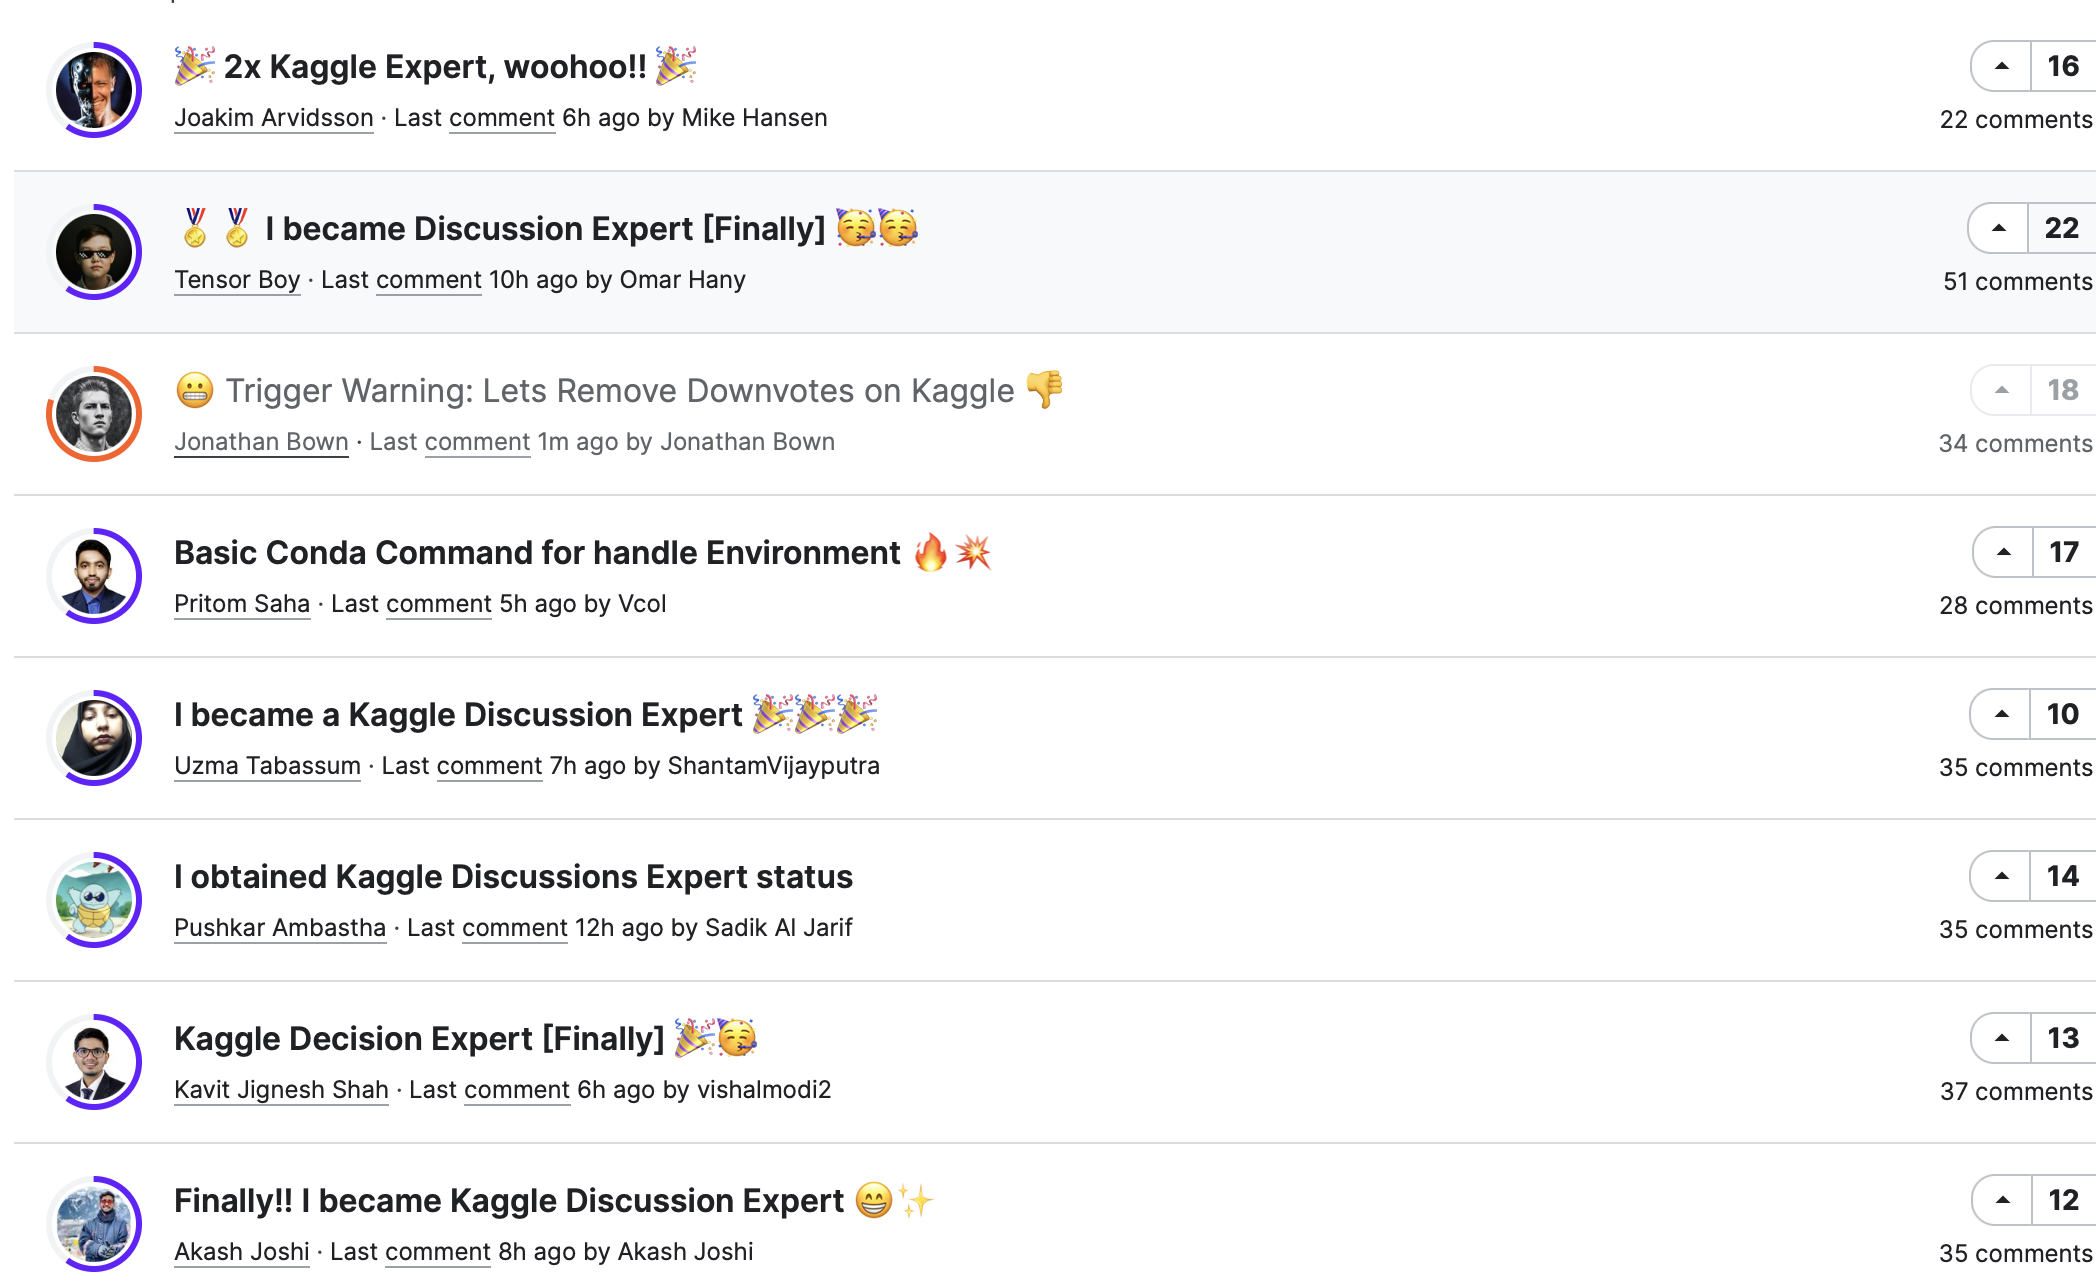 🎉 2x Kaggle Expert, woohoo!! 🎉
16
Joakim Arvidsson · Last comment 6h ago by Mike Hansen
22 comments
🏅🏅 I became Discussion Expert [Finally] 🥳🥳
22
Tensor Boy · Last comment 10h ago by Omar Hany
51 comments
😬 Trigger Warning: Lets Remove Downvotes on Kaggle 👎
18
Jonathan Bown · Last comment 1m ago by Jonathan Bown
34 comments
Basic Conda Command for handle Environment 🔥💥
17
Pritom Saha · Last comment 5h ago by Vcol
28 comments
I became a Kaggle Discussion Expert 🎉🎉🎉
10
Uzma Tabassum · Last comment 7h ago by ShantamVijayputra
35 comments
I obtained Kaggle Discussions Expert status
14
Pushkar Ambastha · Last comment 12h ago by Sadik Al Jarif
35 comments
Kaggle Decision Expert [Finally] 🎉🥳
13
Kavit Jignesh Shah · Last comment 6h ago by vishalmodi2
37 comments
Finally!! I became Kaggle Discussion Expert 😄✨
12
Akash Joshi · Last comment 8h ago by Akash Joshi
35 comments